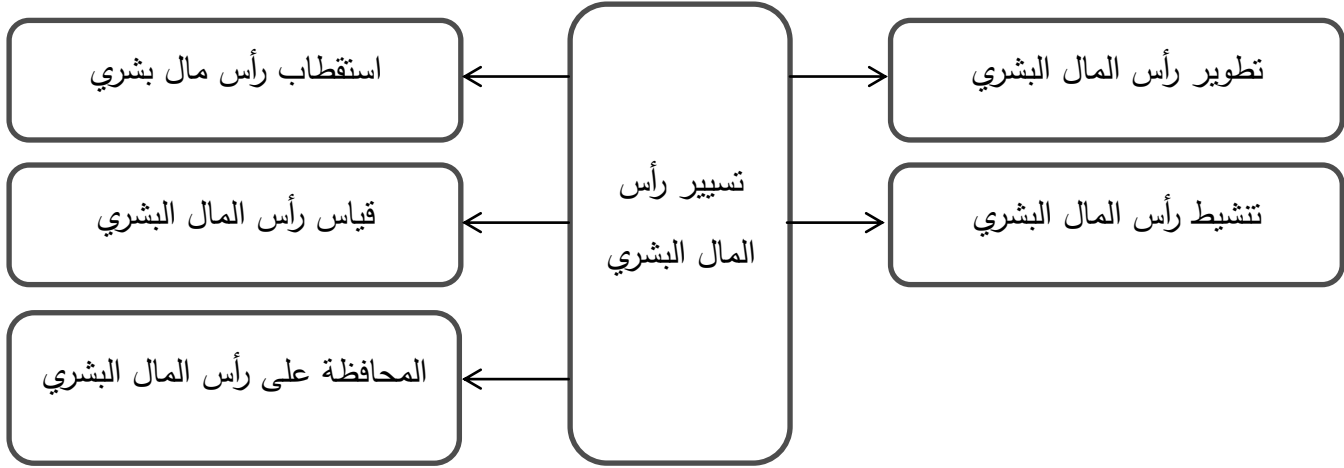 تطوير رأس المال البشري
استقطاب رأس مال بشري
تنشيط رأس المال البشري
تسيير رأس
المال البشري
قياس رأس المال البشري
المحافظة على رأس المال البشري